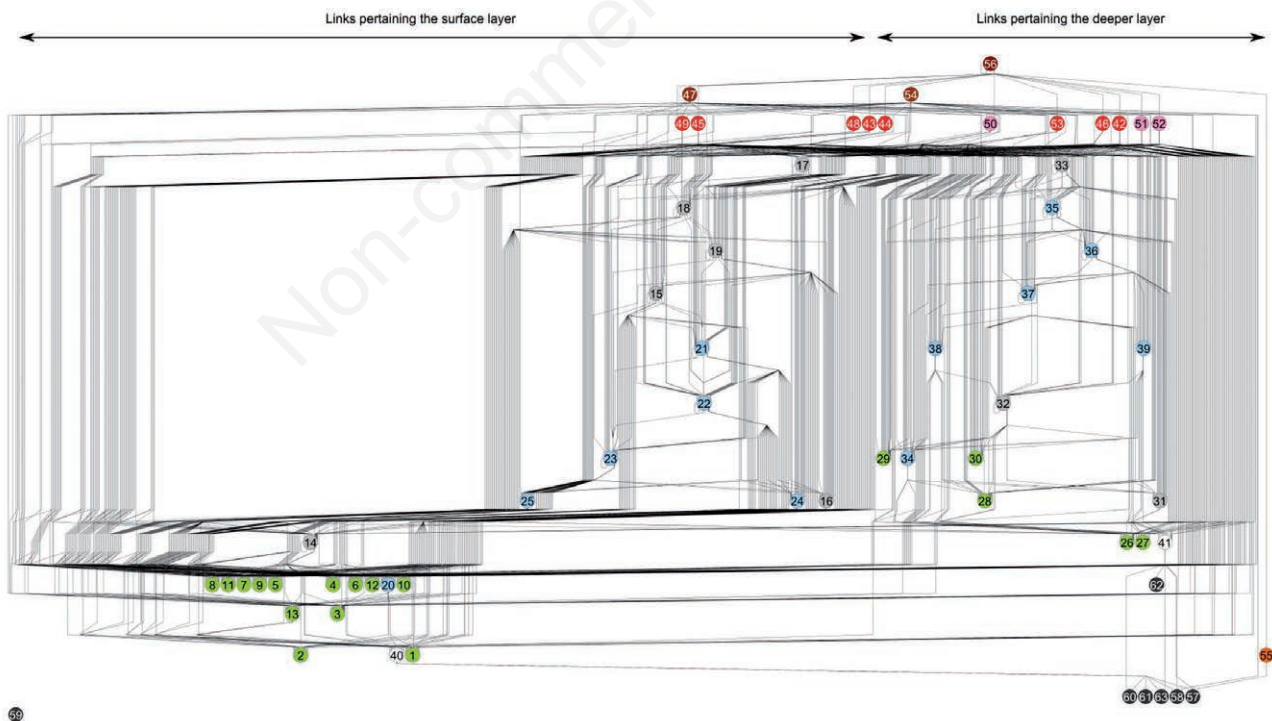 Links pertaining the surface layer Links pertaining the deeper layer
56
47 54
49 45 48 43 44 50 53 46 42 51 52
17 33
18 35
19 36
15 37
21 38 39
22 32
23 29 34 30
25 24 16 28 31
14 26 27 41
8 11 7 9 5 4 6 12 20 10 62
13 3
2 40 1 55
60 61 63 58 57
59
Non-comme